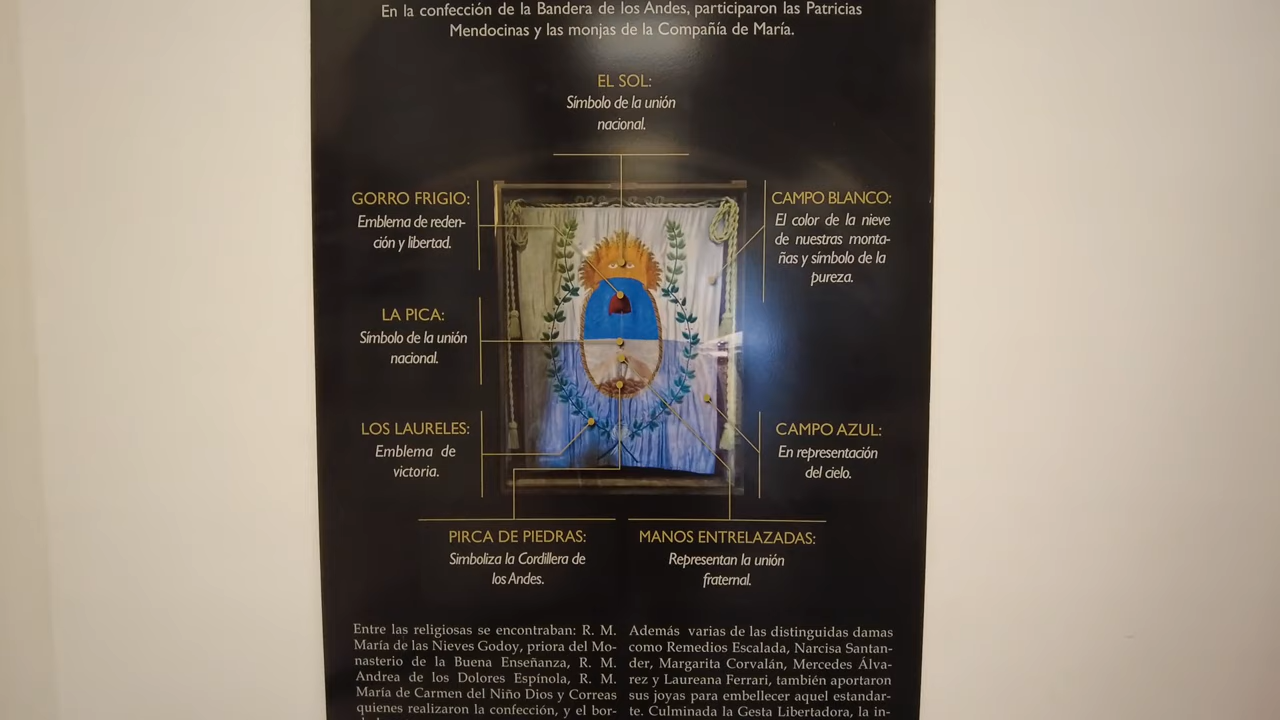 En la confección de la Bandera de los Andes, participaron las Patricias
Mendocinas y las monjas de la Compañía de María.
EL SOL:
Símbolo de la unión
nacional.
GORRO FRIGIO:
Emblema de reden-
ción y libertad.
CAMPO BLANCO:
El color de la nieve
de nuestras monta-
ñas y símbolo de la
pureza.
LA PICA:
Símbolo de la unión
nacional.
LOS LAURELES:
Emblema de
victoria.
CAMPO AZUL:
En representación
del cielo.
PIRCA DE PIEDRAS:
Simboliza la Cordillera de
los Andes.
MANOS ENTRELAZADAS:
Representan la unión
fraternal.
Entre las religiosas se encontraban: R. M.
María de las Nieves Godoy, priora del Mo-
nasterio de la Buena Enseñanza, R. M.
Andrea de los Dolores Espínola, R. M.
María de Carmen del Niño Dios y Correas
quienes realizaron la confección, y el bor-
Además varias de las distinguidas damas
como Remedios Escalada, Narcisa Santan-
der, Margarita Corvalán, Mercedes Álva-
rez y Laureana Ferrari, también aportaron
sus joyas para embellecer aquel estandar-
te. Culminada la Gesta Libertadora, la in-